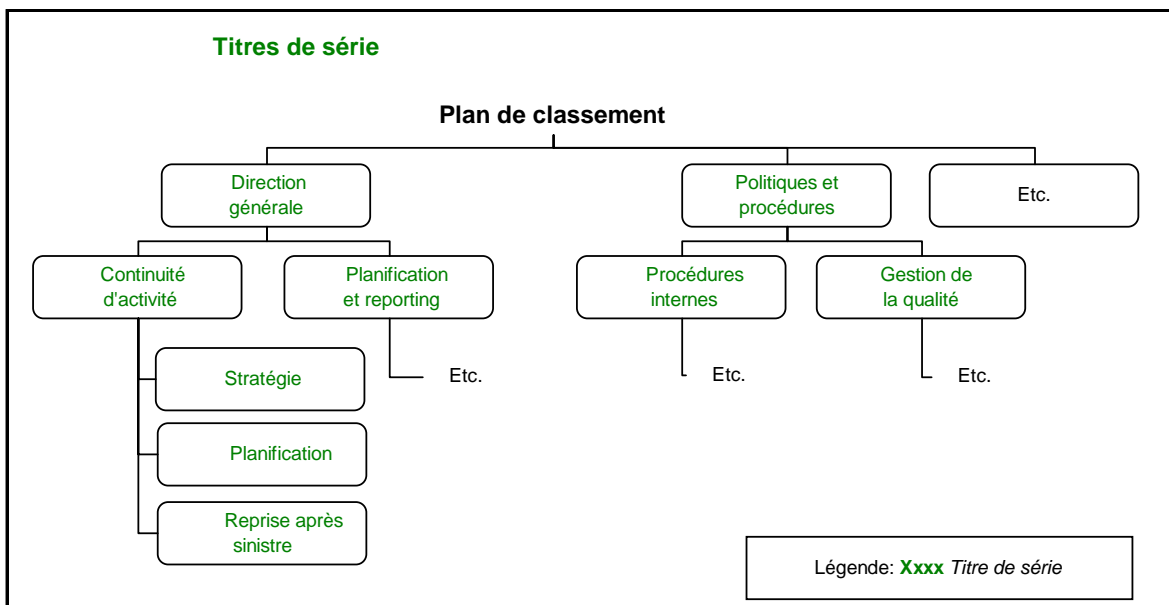 Titres de série
Plan de classement
Direction
générale
Politiques et
procédures
Etc.
Continuité
d'activité
Planification
et reporting
Procédures
internes
Gestion de
la qualité
Stratégie
Etc.
Etc.
Etc.
Planification
Reprise après
sinistre
Légende: Xxxx Titre de série